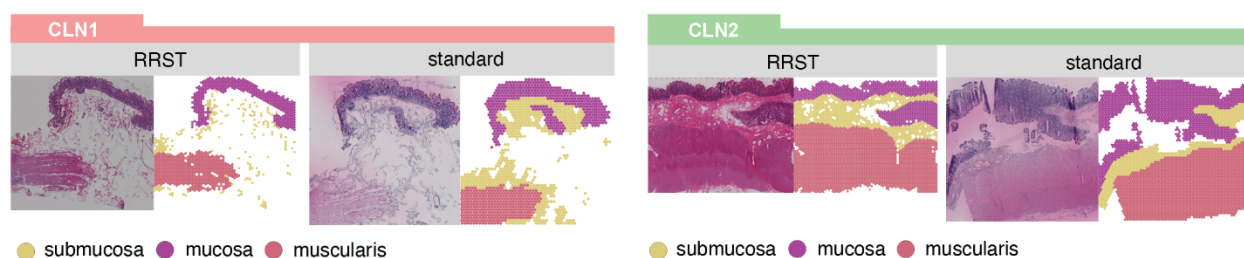 CLN1
RRST standard
submucosa mucosa muscularis
CLN2
RRST standard
submucosa mucosa muscularis